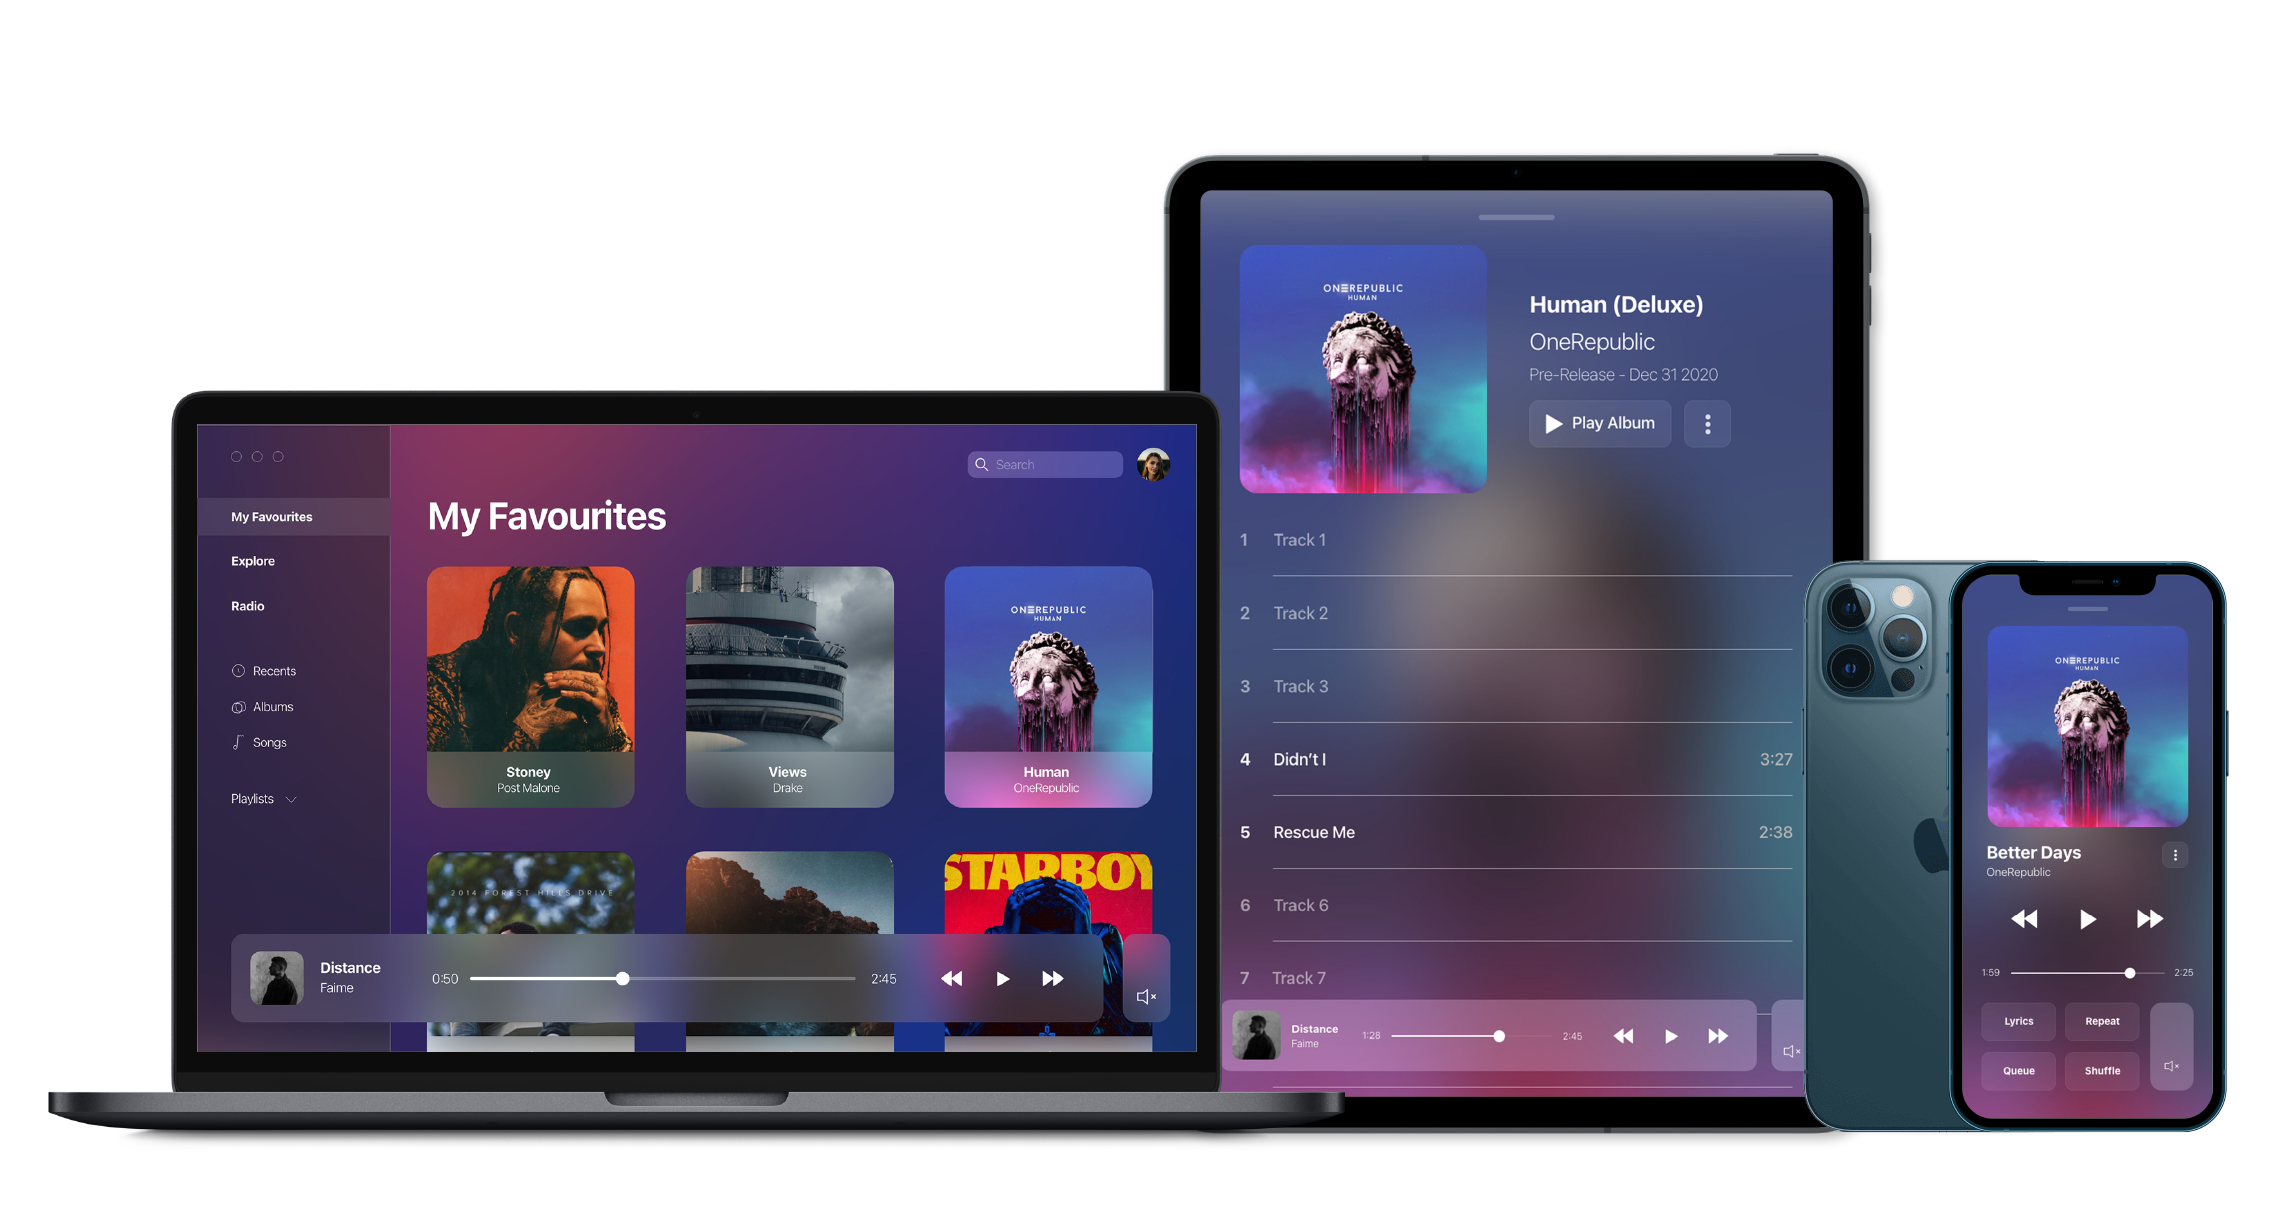 My Favourites
Explore
Radio
Recents
Albums
Songs
Playlists
Search
My Favourites
Stoney
Post Malone
Views
Drake
ONEREPUBLIC
HUMAN
Human
OneRepublic
2014 FOREST HILLS DRIVE
STARBOY
Distance
Faime
0:50
2:45
ONEREPUBLIC
HUMAN
Human (Deluxe)
OneRepublic
Pre-Release - Dec 31 2020
Play Album
1 Track 1
2 Track 2
3 Track 3
4 Didn't I 3:27
5 Rescue Me 2:38
6 Track 6
7 Track 7
Distance
Faime
1:28
2:45
ONEREPUBLIC
HUMAN
Better Days
OneRepublic
1:59
2:25
Lyrics
Repeat
Queue
Shuffle